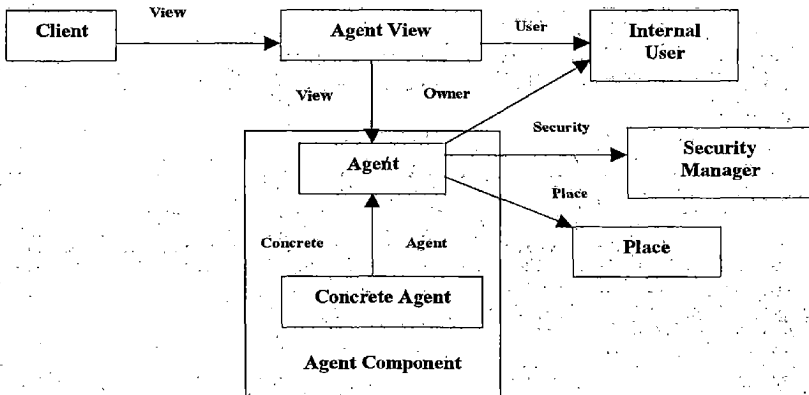 View
Client
Agent View
User
Internal
User
View
Owner
Security
Agent
Security
Manager
Place
Concrete
Agent
Place
Concrete Agent
Agent Component